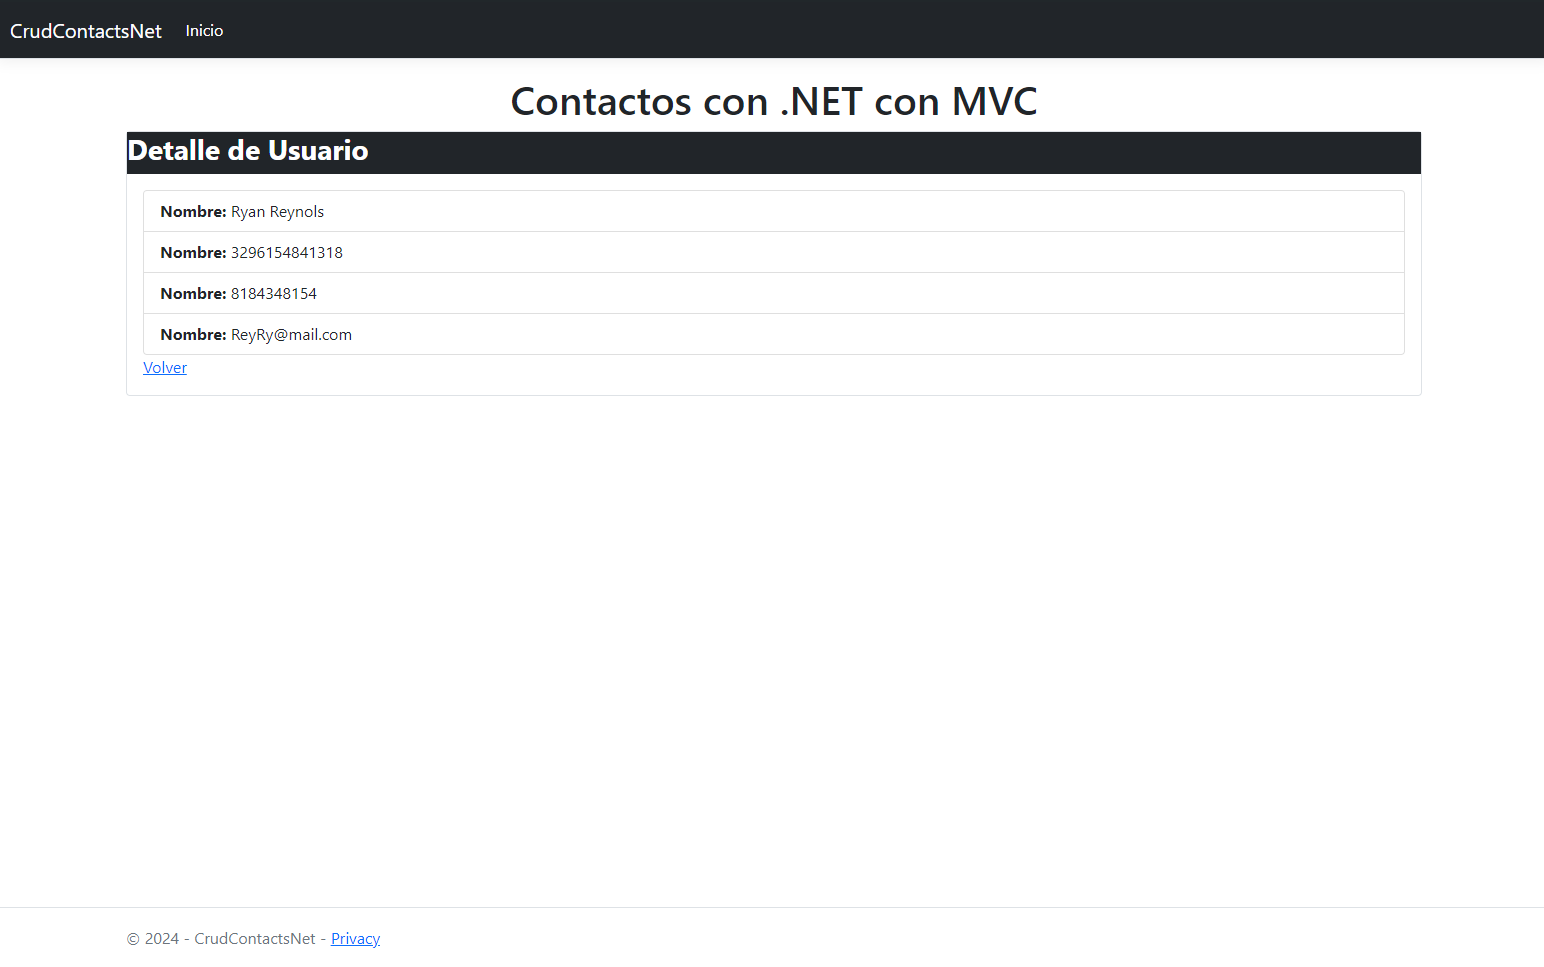 CrudContactsNet Inicio
Contactos con .NET con MVC
Detalle de Usuario
Nombre: Ryan Reynols
Nombre: 3296154841318
Nombre: 8184348154
Nombre: ReyRy@mail.com
Volver
© 2024 - CrudContactsNet - Privacy